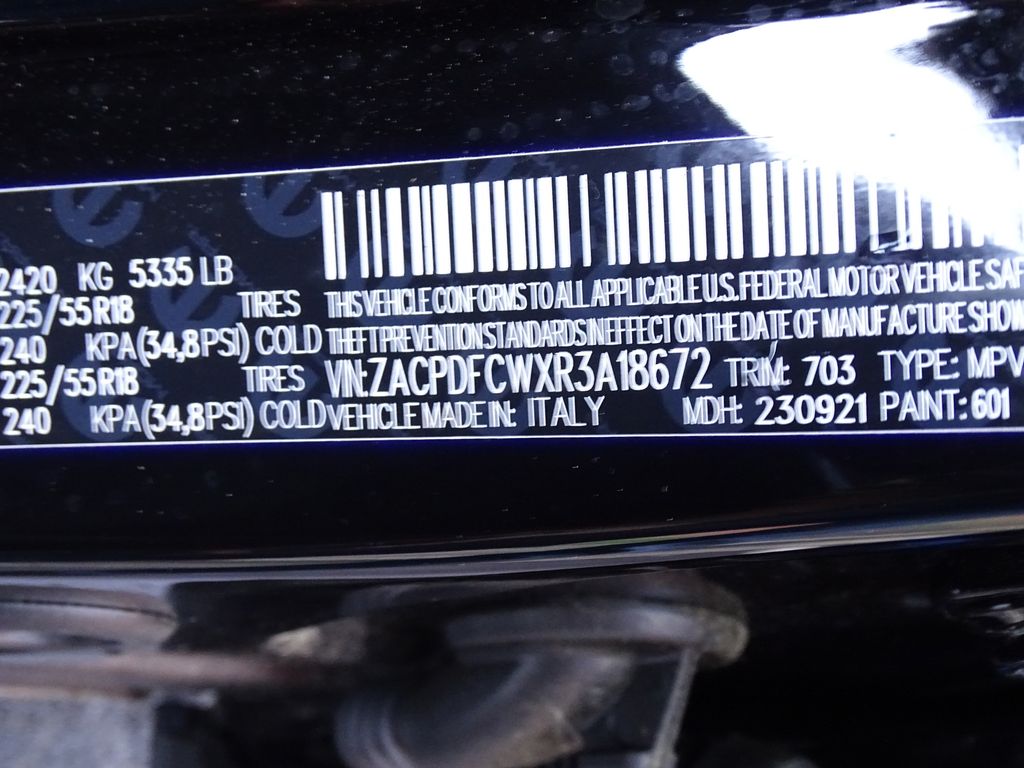 2420 KG 5335 LB
225/55R18 TIRES
240 KPA(34,8PSI) COLD
225/55R18 TIRES
240 KPA(34,8PSI) COLD
THIS VEHICLE CONFORMS TO ALL APPLICABLE U.S. FEDERAL MOTOR VEHICLE SAF
THEFT PREVENTION STANDARDS IN EFFECT ON THE DATE OF MANUFACTURE SHOW
VIN: ZACPDFCWXR3A18672 TRIM: 703 TYPE: MPV
VEHICLE MADE IN: ITALY MDH: 230921 PAINT: 601